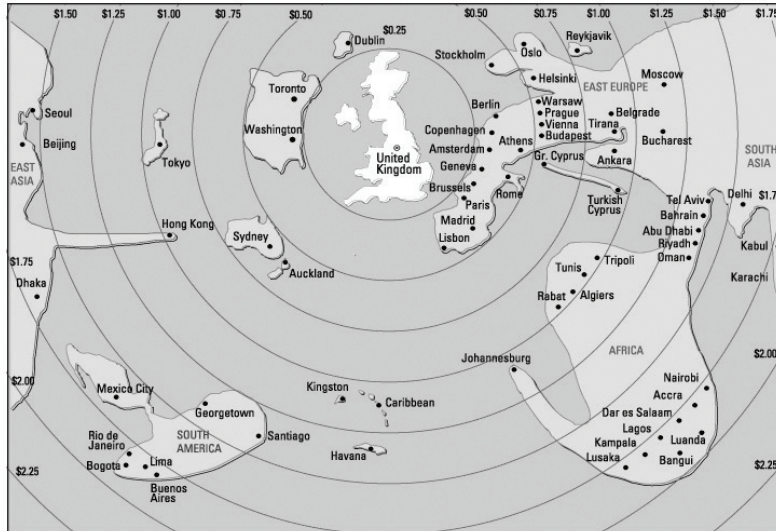 $1.50
$1.25
$1.00
$0.75
$0.50
$0.25
$0.50
$0.75
$1.00
$1.25
$1.50
$1.75
Dublin
Reykjavik
Oslo
Stockholm
Helsinki
EAST EUROPE
Moscow
Toronto
Seoul
Berlin
Warsaw
Prague
Belgrade
Washington
Copenhagen
Vienna
Tirana
Beijing
Amsterdam
Athens
Budapest
Bucharest
Tokyo
United
Kingdom
EAST
ASIA
Geneva
Gr. Cyprus
Ankara
SOUTH
ASIA
Brussels
Rome
Paris
Turkish
Cyprus
Tel Aviv
Delhi
$1.7
Hong Kong
Madrid
Bahrain
Sydney
Lisbon
Abu Dhabi
Riyadh
Kabul
$1.75
Auckland
Tunis
Tripoli
Oman
Dhaka
Karachi
Rabat
Algiers
AFRICA
Johannesburg
$2.00
$2.00
Mexico City
Kingston
Caribbean
Nairobi
Georgetown
Accra
Dar es Salaam
Rio de
Janeiro
SOUTH
AMERICA
Santiago
Lagos
Luanda
$2.25
Bogota
Lima
Havana
Kampala
Lusaka
Bangui
$2.25
Buenos
Aires